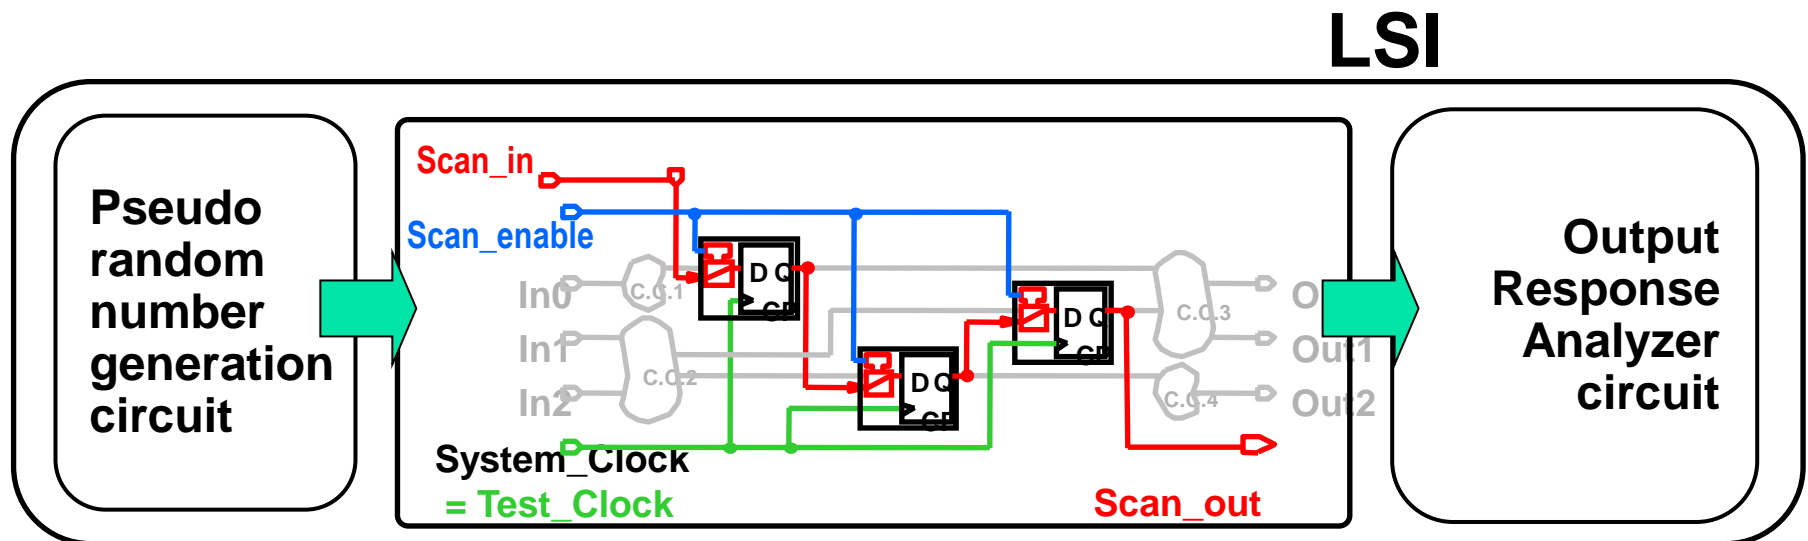 LSI
Pseudo
random
number
generation
circuit
Scan_in
Scan_enable
In0
In1
In2
C.C.1
C.C.2
D Q
CP
D Q
CP
D Q
CP
C.C.3
C.C.4
Out1
Out2
System_Clock
= Test_Clock
Scan_out
Output
Response
Analyzer
circuit